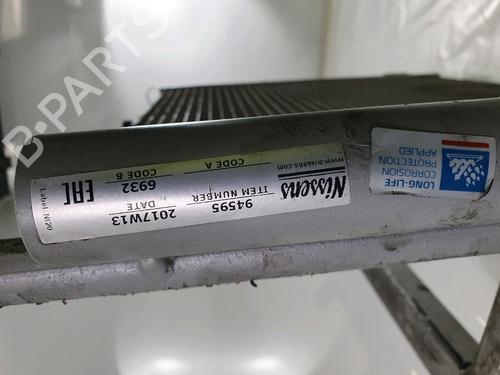 Nissens
www.nissens.com
94595
ITEM NUMBER
CODE A
2017W13
DATE
6932
CODE B
EAC
Label N20
LONG-LIFE
CORROSION
PROTECTION
APPLIED
B-PARTS